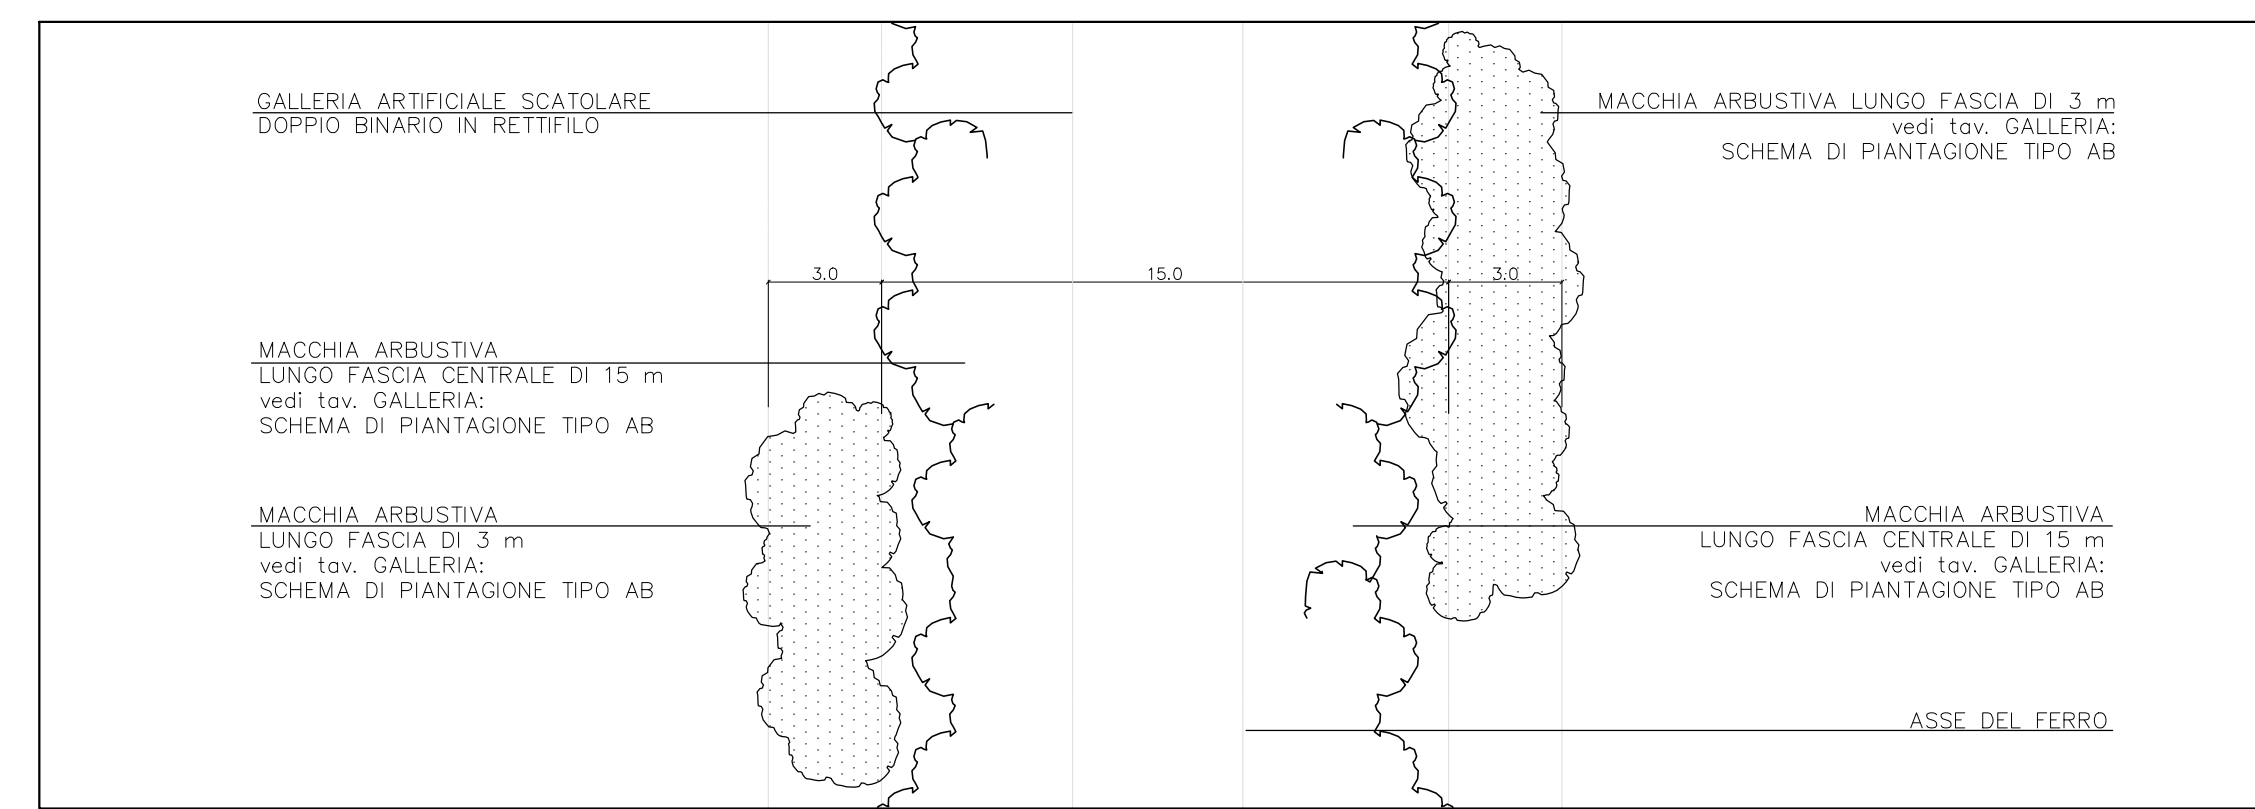 GALLERIA ARTIFICIALE SCATOLARE
DOPPIO BINARIO IN RETTIFILO
MACCHIA ARBUSTIVA LUNGO FASCIA DI 3 m
vedi tav. GALLERIA:
SCHEMA DI PIANTAGIONE TIPO AB
3.0
15.0
3.0
MACCHIA ARBUSTIVA
LUNGO FASCIA CENTRALE DI 15 m
vedi tav. GALLERIA:
SCHEMA DI PIANTAGIONE TIPO AB
MACCHIA ARBUSTIVA
LUNGO FASCIA DI 3 m
vedi tav. GALLERIA:
SCHEMA DI PIANTAGIONE TIPO AB
MACCHIA ARBUSTIVA
LUNGO FASCIA CENTRALE DI 15 m
vedi tav. GALLERIA:
SCHEMA DI PIANTAGIONE TIPO AB
ASSE DEL FERRO